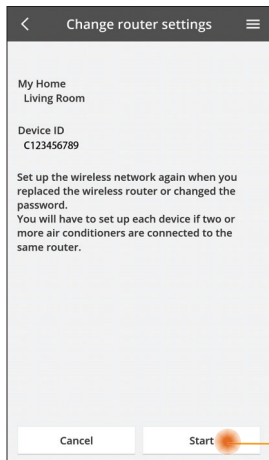 Change router settings
My Home
Living Room
Device ID
C123456789
Set up the wireless network again when you
replaced the wireless router or changed the
password.
You will have to set up each device if two or
more air conditioners are connected to the
same router.
Cancel
Start